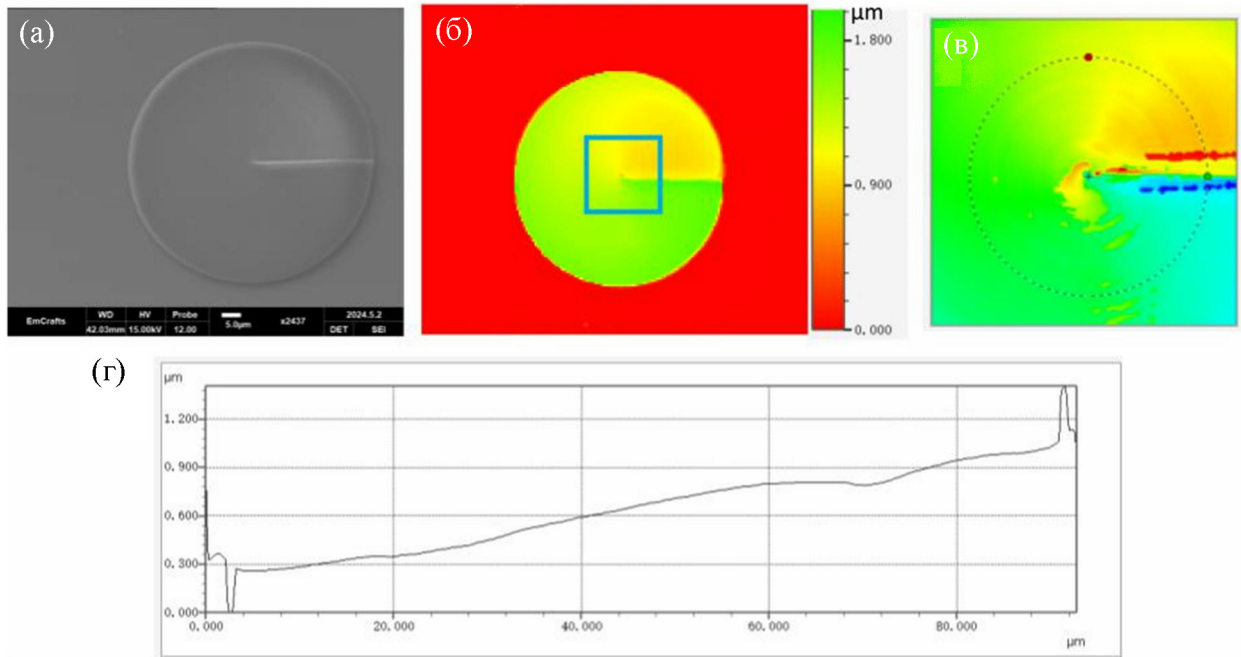 (а)
EmCrafts
WD HV Probe 5.0µm x2437 2024.5.2
42.03mm 15.00kV 12.00 DET SEI
(б)
µm
1.800
0.900
0.000
(в)
(г)
µm
1.200
0.900
0.600
0.300
0.000
0.000 20.000 40.000 60.000 80.000
µm